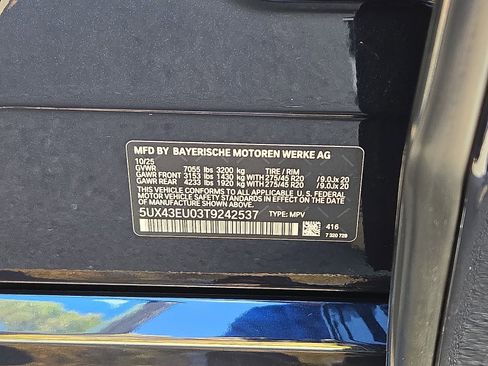 MFD BY BAYERISCHE MOTOREN WERKE AG
10/25
GVWR 7055 lbs 3200 kg TIRE / RIM
GAWR FRONT 3153 lbs 1430 kg WITH 275/45 R20 /9.0Jx 20
GAWR REAR 4233 lbs 1920 kg WITH 275/45 R20 /9.0Jx 20
THIS VEHICLE CONFORMS TO ALL APPLICABLE U.S. FEDERAL
MOTOR VEHICLE SAFETY STANDARDS IN EFFECT ON THE
DATE OF MANUFACTURE SHOWN ABOVE.
5UX43EU03T9242537 TYPE: MPV
416
7 320 729